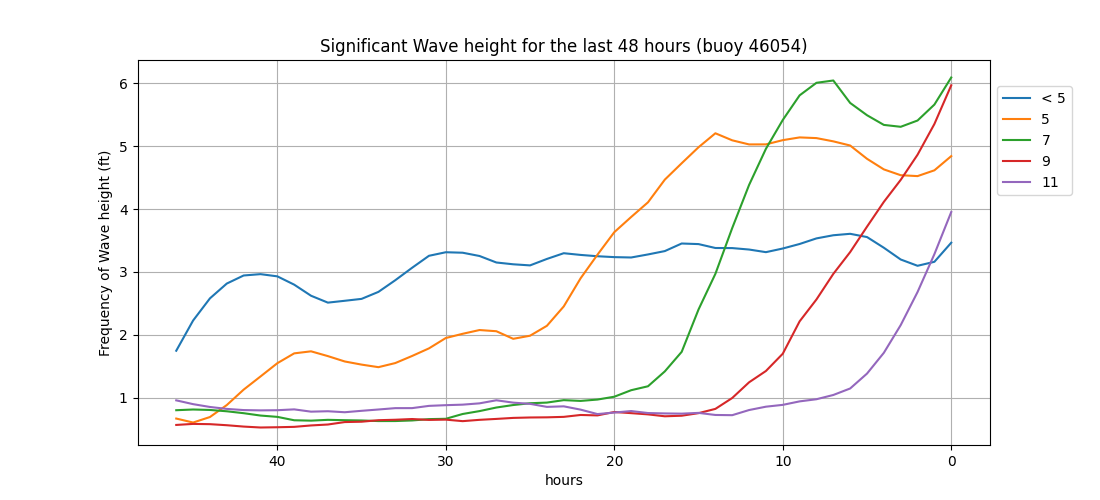 Significant Wave height for the last 48 hours (buoy 46054)
Frequency of Wave height (ft)
6
5
4
3
2
1
40 30 20 10 0
hours
< 5
5
7
9
11